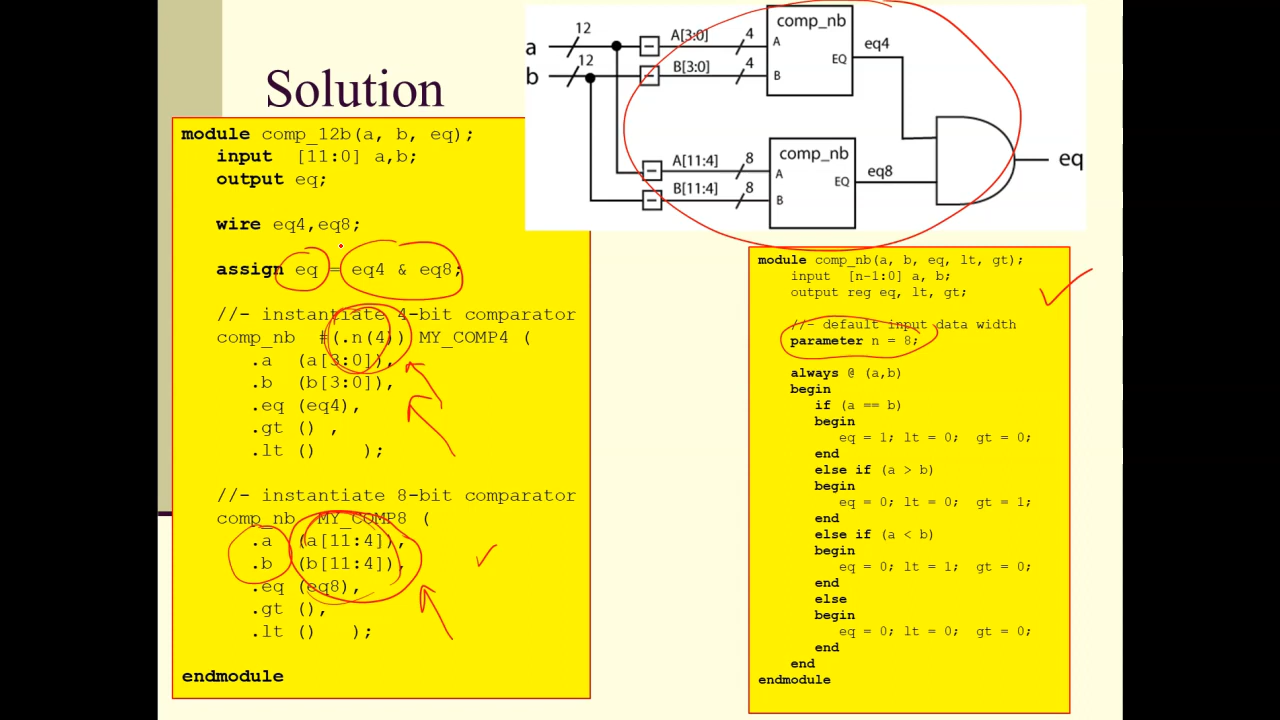 Solution
module comp_12b(a, b, eq);
input [11:0] a,b;
output eq;
wire eq4,eq8;
assign eq = eq4 & eq8;
//- instantiate 4-bit comparator
comp_nb #(.n(4)) MY_COMP4 (
.a (a[3:0]),
.b (b[3:0]),
.eq (eq4),
.gt () ,
.lt () );
//- instantiate 8-bit comparator
comp_nb MY_COMP8 (
.a (a[11:4]),
.b (b[11:4]),
.eq (eq8),
.gt (),
.lt () );
endmodule
12
a
12
b
A[3:0]
4
B[3:0]
4
comp_nb
A
EQ
B
eq4
A[11:4]
8
B[11:4]
8
comp_nb
A
EQ
B
eq8
eq
module comp_nb(a, b, eq, lt, gt);
input [n-1:0] a, b;
output reg eq, lt, gt;
//- default input data width
parameter n = 8;
always @ (a,b)
begin
if (a == b)
begin
eq = 1; lt = 0; gt = 0;
end
else if (a > b)
begin
eq = 0; lt = 0; gt = 1;
end
else if (a < b)
begin
eq = 0; lt = 1; gt = 0;
end
else
begin
eq = 0; lt = 0; gt = 0;
end
end
endmodule